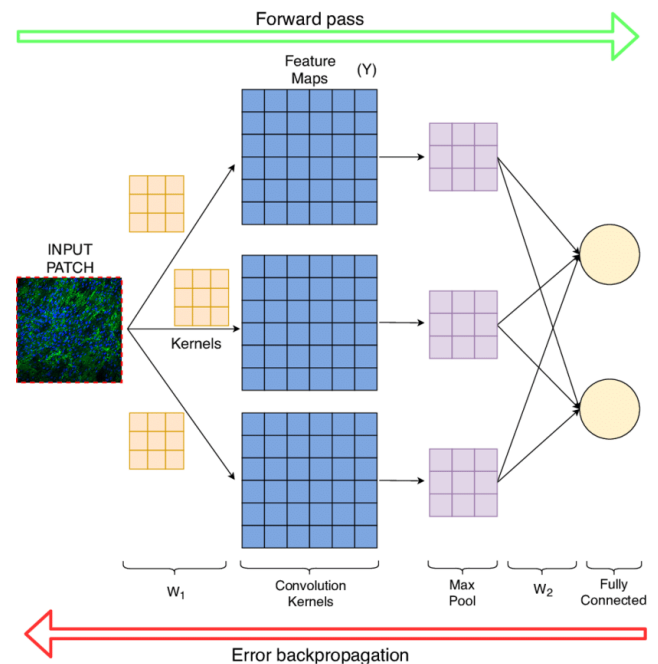 Forward pass
Feature
Maps
(Y)
INPUT
PATCH
Kernels
W1
Convolution
Kernels
Max
Pool
W2
Fully
Connected
Error backpropagation